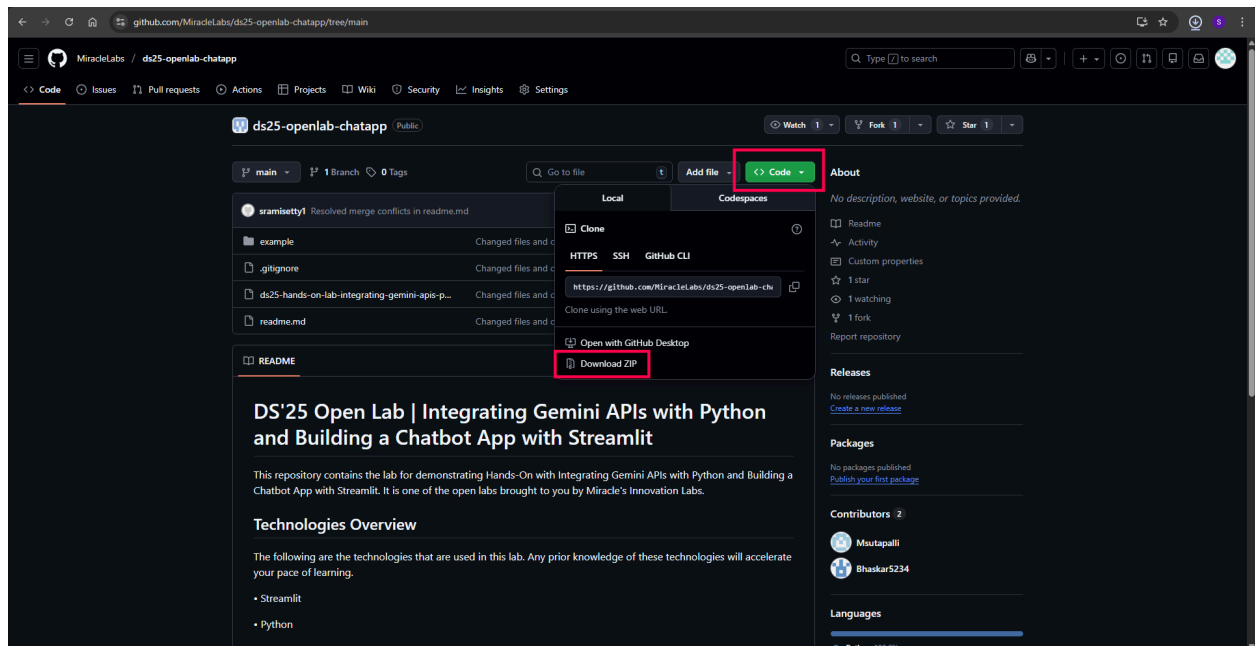 github.com/MiracleLabs/ds25-openlab-chatapp/tree/main
S
MiracleLabs / ds25-openlab-chatapp
Type / to search
<> Code Issues Pull requests Actions Projects Wiki Security Insights Settings
ds25-openlab-chatapp Public
Watch 1 Fork 1 Star 1
main 1 Branch 0 Tags
Go to file t Add file <> Code
sramisetty1 Resolved merge conflicts in readme.md
example Changed files and c
.gitignore Changed files and c
ds25-hands-on-lab-integrating-gemini-apis-p... Changed files and c
readme.md Changed files and c
Local Codespaces
Clone
HTTPS SSH GitHub CLI
https://github.com/MiracleLabs/ds25-openlab-cha
Clone using the web URL.
Open with GitHub Desktop
Download ZIP
README
DS'25 Open Lab | Integrating Gemini APIs with Python
and Building a Chatbot App with Streamlit
This repository contains the lab for demonstrating Hands-On with Integrating Gemini APIs with Python and Building a
Chatbot App with Streamlit. It is one of the open labs brought to you by Miracle's Innovation Labs.
Technologies Overview
The following are the technologies that are used in this lab. Any prior knowledge of these technologies will accelerate
your pace of learning.
• Streamlit
• Python
About
No description, website, or topics provided.
Readme
Activity
Custom properties
1 star
1 watching
1 fork
Report repository
Releases
No releases published
Create a new release
Packages
No packages published
Publish your first package
Contributors 2
Msutapalli
Bhaskar5234
Languages